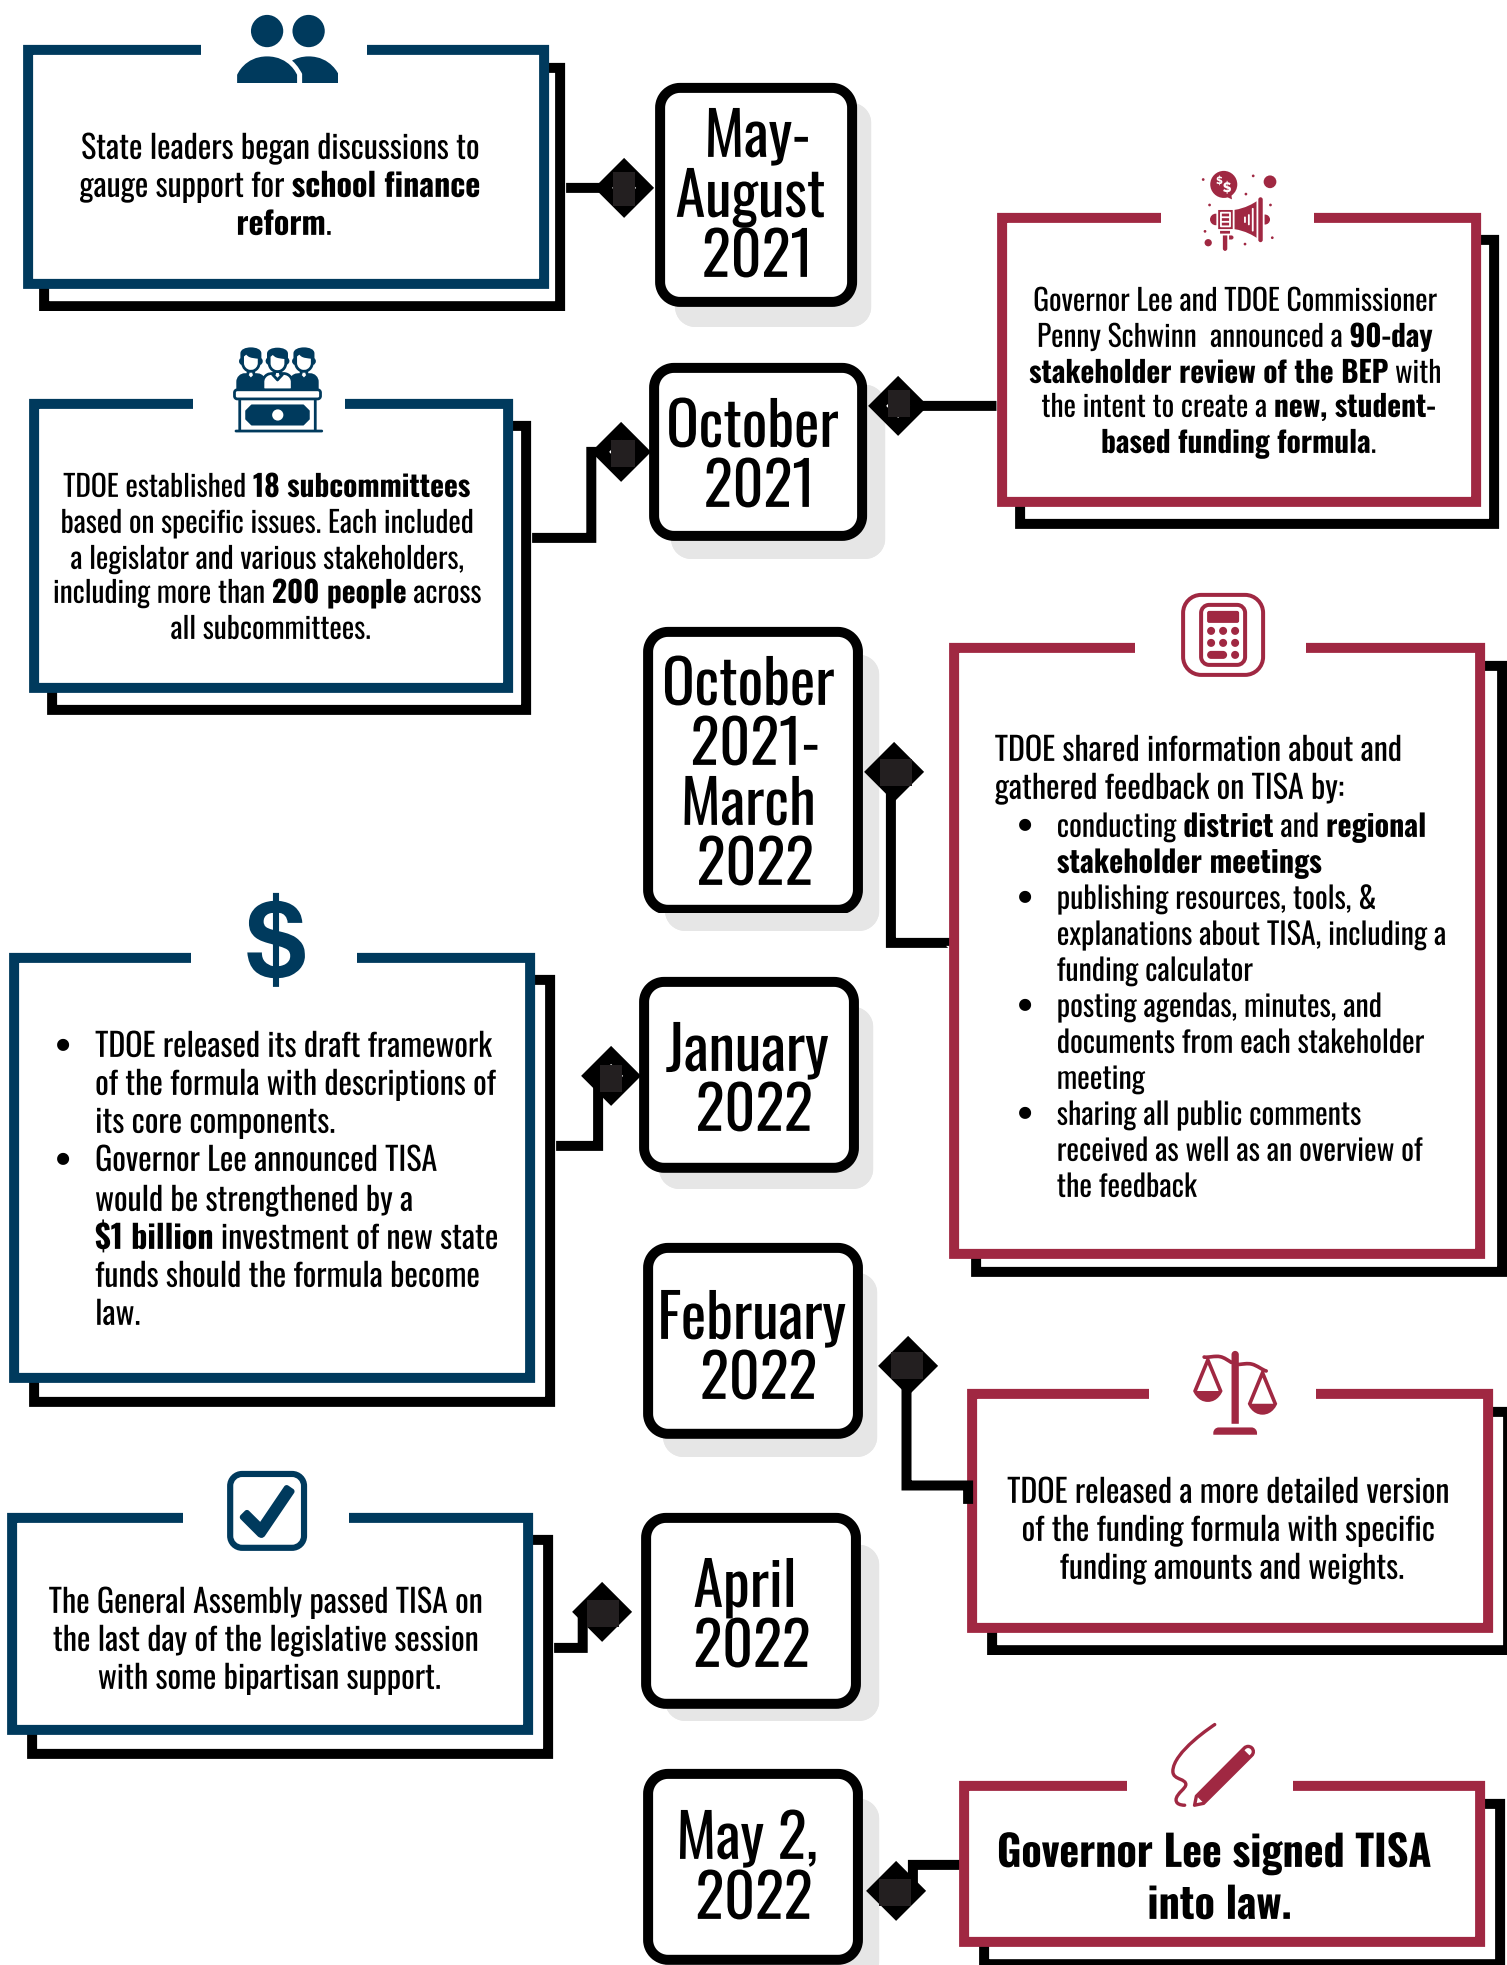 May-
August
2021
State leaders began discussions to
gauge support for school finance
reform.
October
2021
Governor Lee and TDOE Commissioner
Penny Schwinn announced a 90-day
stakeholder review of the BEP with
the intent to create a new, student-
based funding formula.
TDOE established 18 subcommittees
based on specific issues. Each included
a legislator and various stakeholders,
including more than 200 people across
all subcommittees.
October
2021-
March
2022
TDOE shared information about and
gathered feedback on TISA by:
• conducting district and regional
stakeholder meetings
• publishing resources, tools, &
explanations about TISA, including a
funding calculator
• posting agendas, minutes, and
documents from each stakeholder
meeting
• sharing all public comments
received as well as an overview of
the feedback
$
January
2022
• TDOE released its draft framework
of the formula with descriptions of
its core components.
• Governor Lee announced TISA
would be strengthened by a
$1 billion investment of new state
funds should the formula become
law.
February
2022
TDOE released a more detailed version
of the funding formula with specific
funding amounts and weights.
April
2022
The General Assembly passed TISA on
the last day of the legislative session
with some bipartisan support.
May 2,
2022
Governor Lee signed TISA
into law.